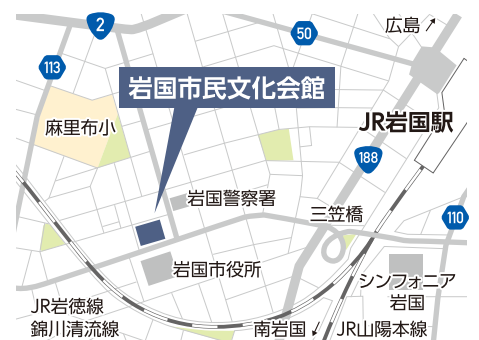 広島
2
50
113
岩国市民文化会館
麻里布小
JR岩国駅
188
岩国警察署
三笠橋
110
岩国市役所
シンフォニア
岩国
JR岩徳線
錦川清流線
南岩国
JR山陽本線